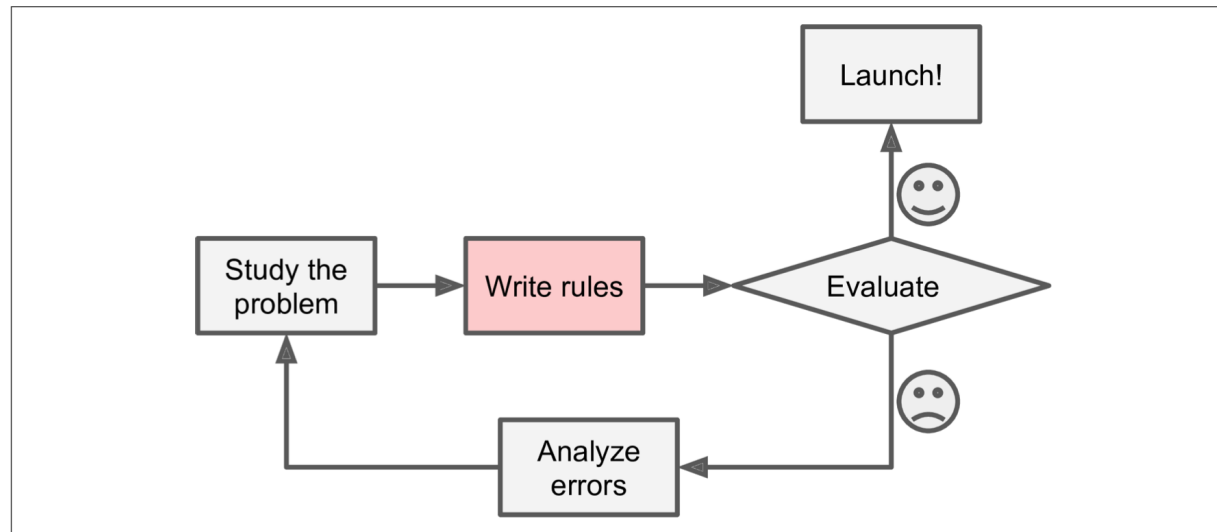 Launch!
Study the
problem
Write rules
Evaluate
Analyze
errors